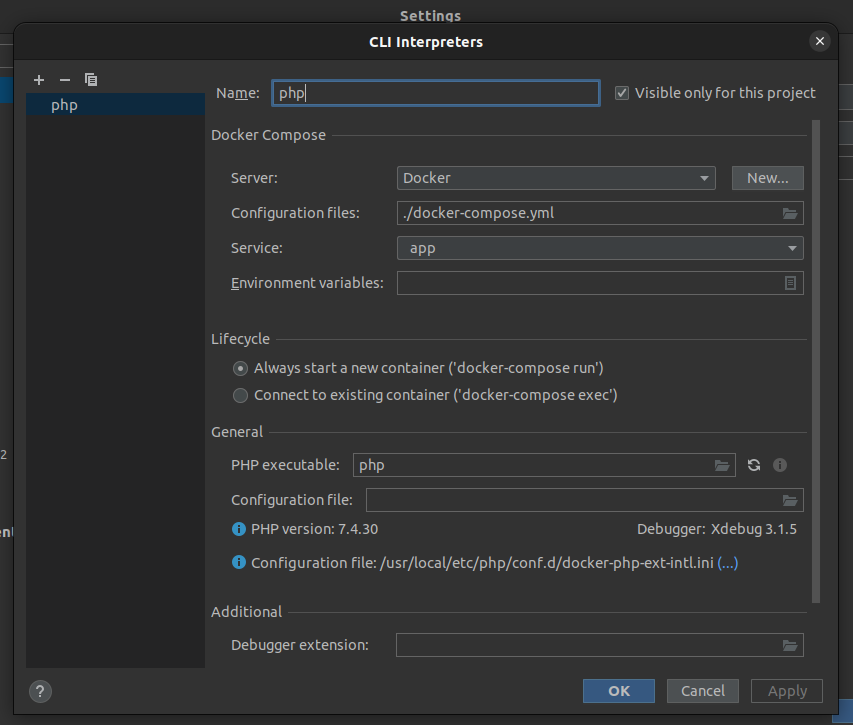 Settings
CLI Interpreters
php
Name: php
Visible only for this project
Docker Compose
Server: Docker New...
Configuration files: ./docker-compose.yml
Service: app
Environment variables:
Lifecycle
Always start a new container ('docker-compose run')
Connect to existing container ('docker-compose exec')
General
2
PHP executable: php
Configuration file:
PHP version: 7.4.30 Debugger: Xdebug 3.1.5
Configuration file: /usr/local/etc/php/conf.d/docker-php-ext-intl.ini (...)
Additional
Debugger extension:
? OK Cancel Apply